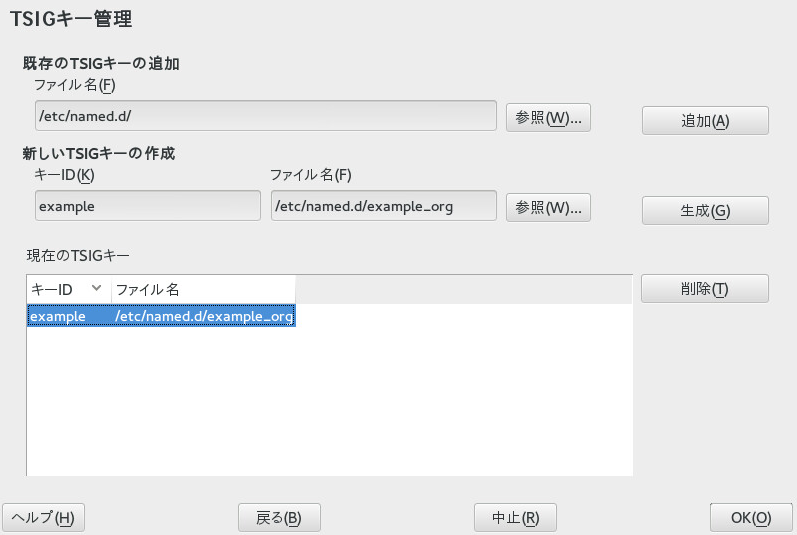 TSIGキー管理
既存のTSIGキーの追加
ファイル名(F)
/etc/named.d/ 参照(W)... 追加(A)
新しいTSIGキーの作成
キーID(K) ファイル名(F)
example /etc/named.d/example_org 参照(W)... 生成(G)
現在のTSIGキー
キーID ファイル名 削除(T)
example /etc/named.d/example_org
ヘルプ(H) 戻る(B) 中止(R) OK(O)